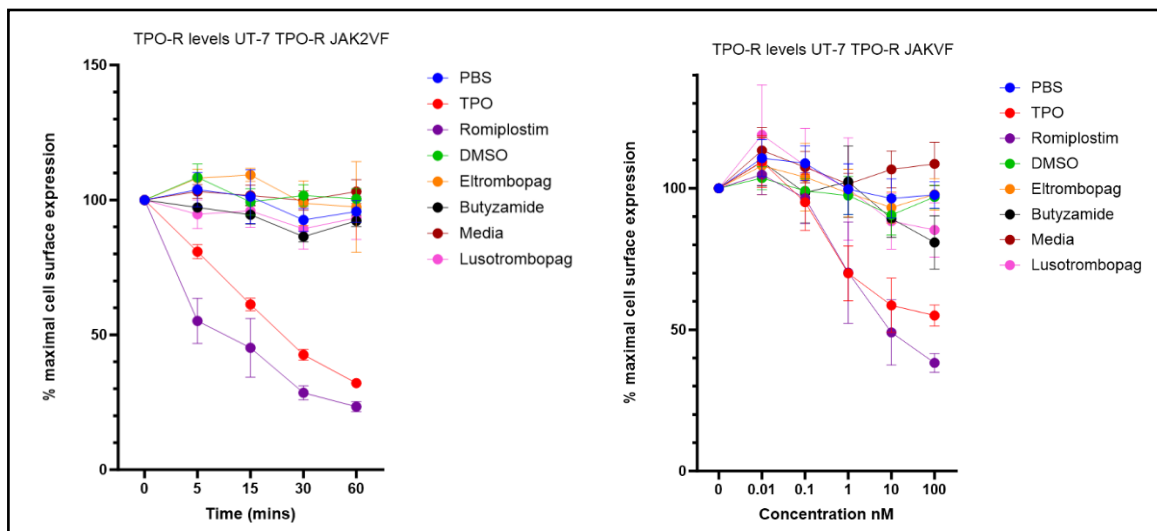 TPO-R levels UT-7 TPO-R JAK2VF
% maximal cell surface expression
150
100
50
0
0 5 15 30 60
Time (mins)
PBS
TPO
Romiplostim
DMSO
Eltrombopag
Butyzamide
Media
Lusotrombopag
TPO-R levels UT-7 TPO-R JAKVF
% maximal cell surface expression
100
50
0
0 0.01 0.1 1 10 100
Concentration nM
PBS
TPO
Romiplostim
DMSO
Eltrombopag
Butyzamide
Media
Lusotrombopag